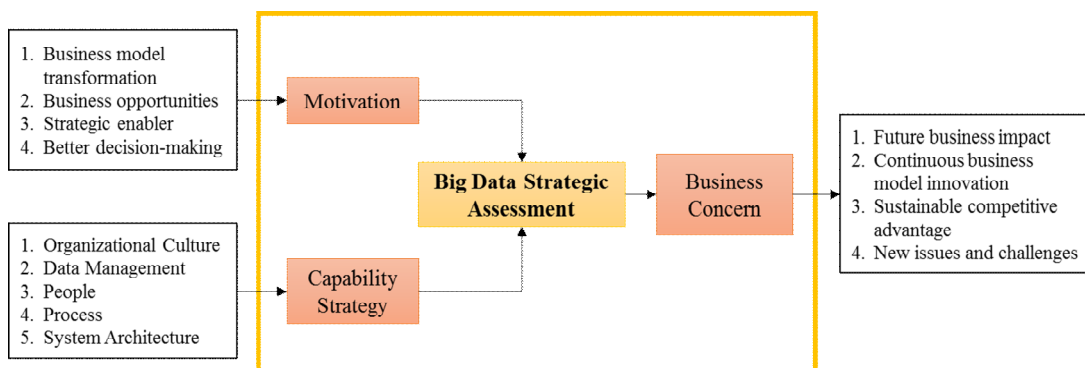 1. Business model
transformation
2. Business opportunities
3. Strategic enabler
4. Better decision-making
Motivation
Big Data Strategic
Assessment
Business
Concern
1. Future business impact
2. Continuous business
model innovation
3. Sustainable competitive
advantage
4. New issues and challenges
1. Organizational Culture
2. Data Management
3. People
4. Process
5. System Architecture
Capability
Strategy